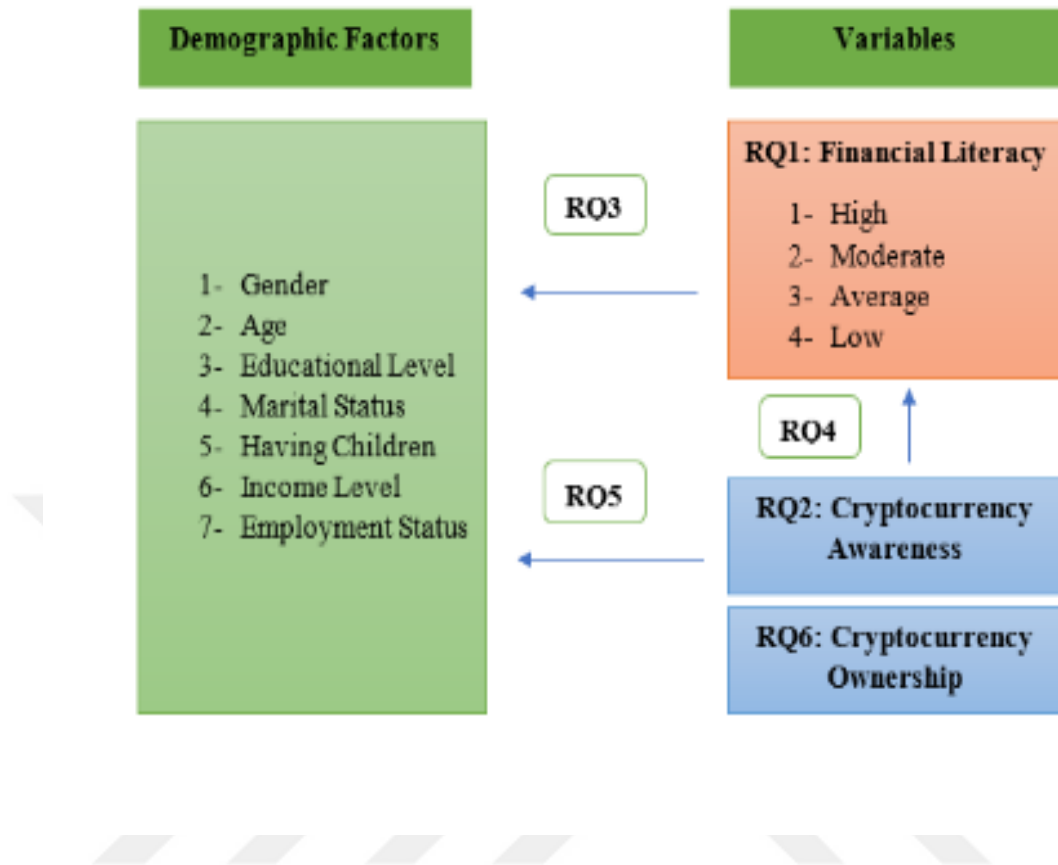 Demographic Factors
1- Gender
2- Age
3- Educational Level
4- Marital Status
5- Having Children
6- Income Level
7- Employment Status
RQ3
RQ5
Variables
RQ1: Financial Literacy
1- High
2- Moderate
3- Average
4- Low
RQ4
RQ2: Cryptocurrency
Awareness
RQ6: Cryptocurrency
Ownership